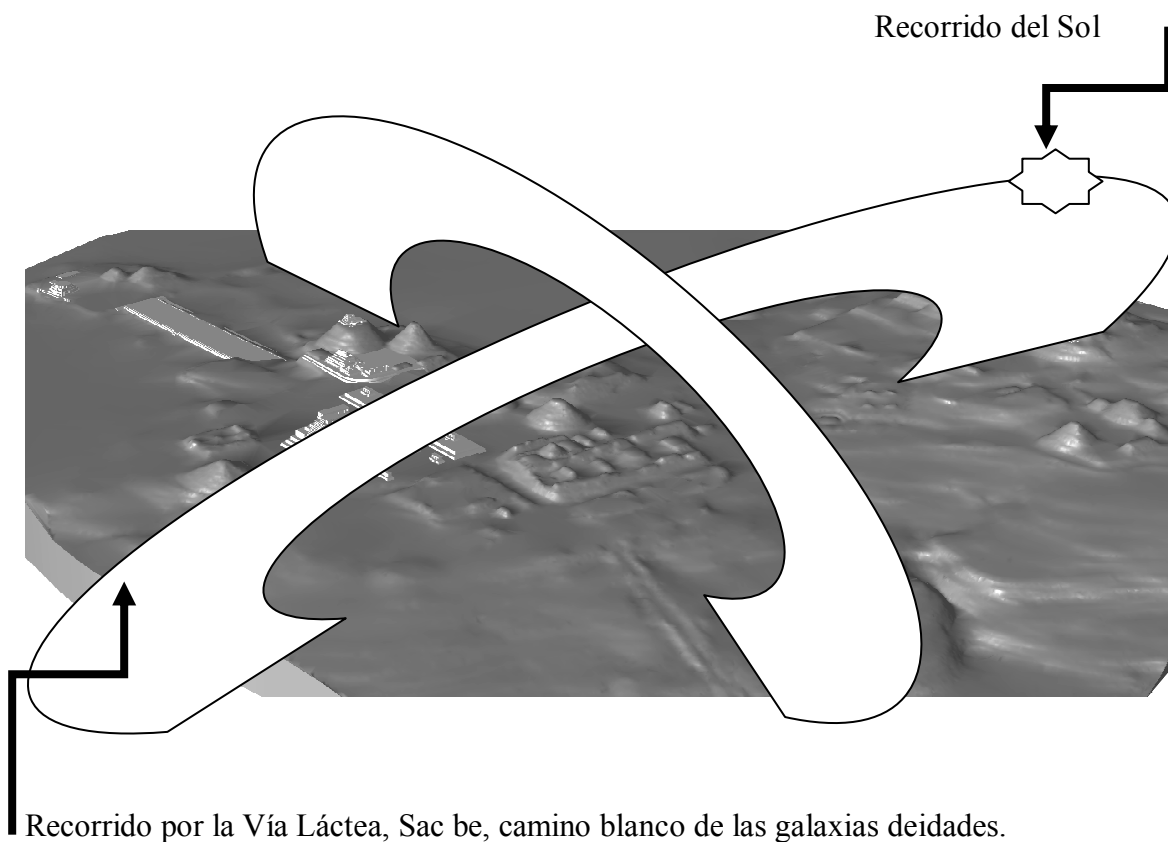 Recorrido del Sol
Recorrido por la Vía Láctea, Sac be, camino blanco de las galaxias deidades.